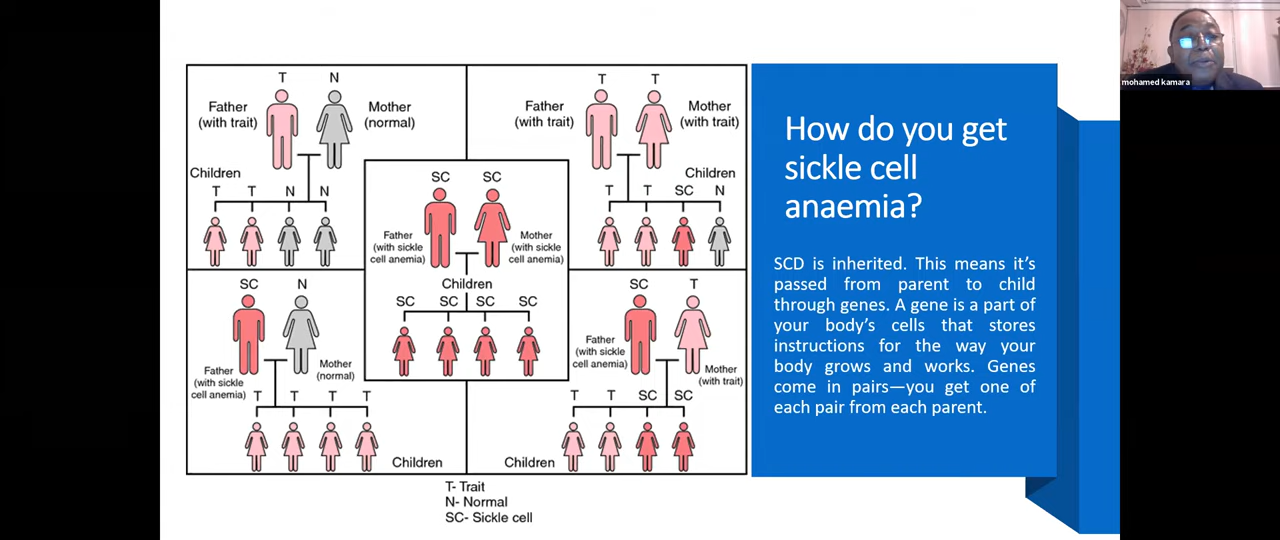 T N
Father
(with trait)
Mother
(normal)
Children
T T N N
T T
Father
(with trait)
Mother
(with trait)
Children
T T SC N
SC SC
Father
(with sickle
cell anemia)
Mother
(with sickle
cell anemia)
Children
SC SC SC SC
SC N
Father
(with sickle
cell anemia)
Mother
(normal)
T T T T
Children
SC T
Father
(with sickle
cell anemia)
Mother
(with trait)
T T SC SC
Children
T- Trait
N- Normal
SC- Sickle cell
How do you get
sickle cell
anaemia?
SCD is inherited. This means it’s
passed from parent to child
through genes. A gene is a part of
your body’s cells that stores
instructions for the way your
body grows and works. Genes
come in pairs—you get one of
each pair from each parent.
mohamed kamara